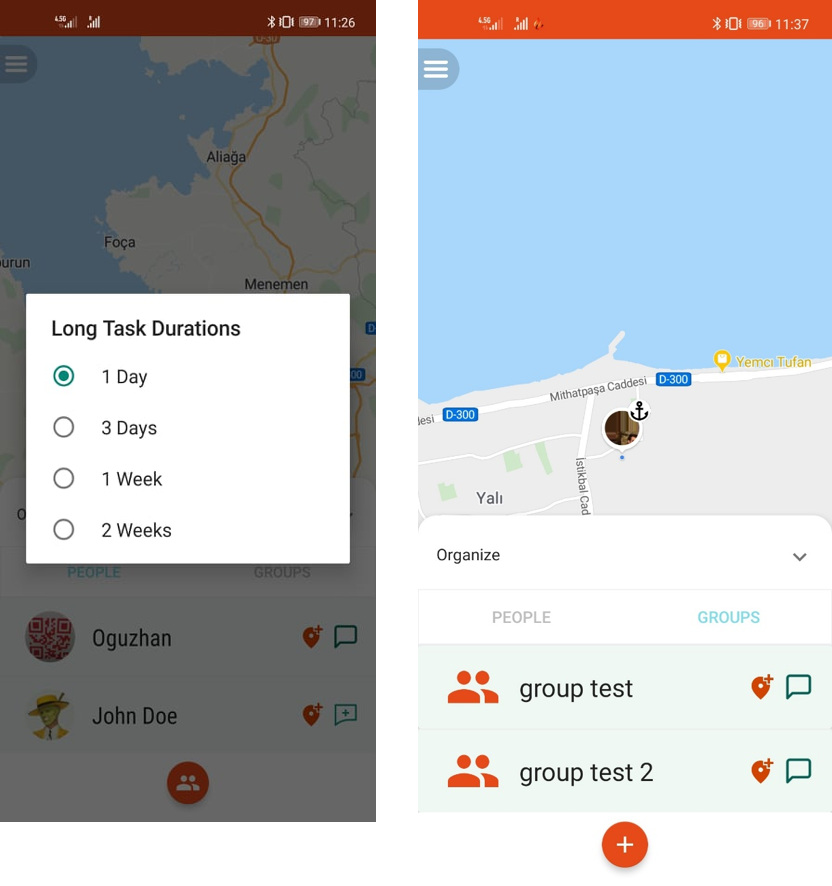 4.5G
97
11:26
D-30
Aliağa
Foça
urun
Menemen
Long Task Durations
1 Day
3 Days
1 Week
2 Weeks
PEOPLE
GROUPS
Oguzhan
John Doe
4.5G
96
11:37
Yemci Tufan
D-300
Mithatpaşa Caddesi
D-300
desi
İstikbal Cad
Yalı
Organize
PEOPLE
GROUPS
group test
group test 2